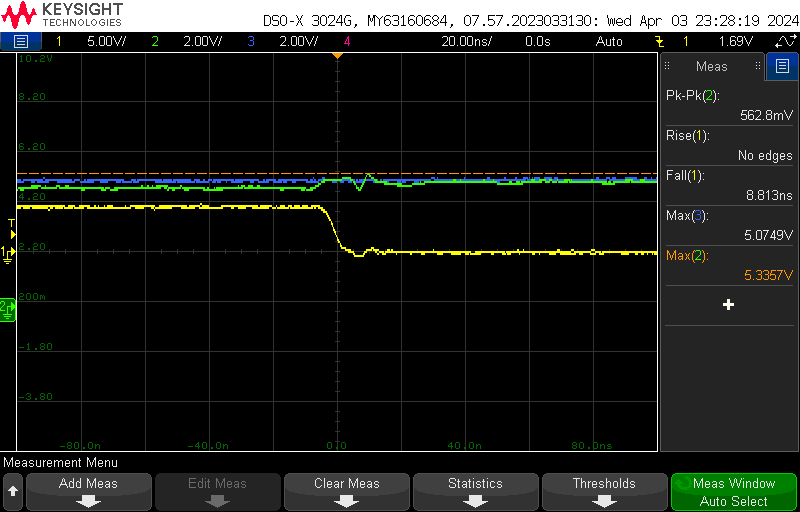 KEYSIGHT
TECHNOLOGIES
DSO-X 3024G, MY63160684, 07.57.2023033130: Wed Apr 03 23:28:19 2024
1 5.00V/ 2 2.00V/ 3 2.00V/ 4 20.00ns/ 0.0s Auto 1 1.69V
10.2V
8.20
6.20
4.20
2.20
200m
-1.80
-3.80
-80.0n -40.0n 0.0 40.0n 80.0ns
T
1
2
Meas
Pk-Pk(2):
562.8mV
Rise(1):
No edges
Fall(1):
8.813ns
Max(3):
5.0749V
Max(2):
5.3357V
Measurement Menu
Add Meas
Edit Meas
Clear Meas
Statistics
Thresholds
Meas Window
Auto Select